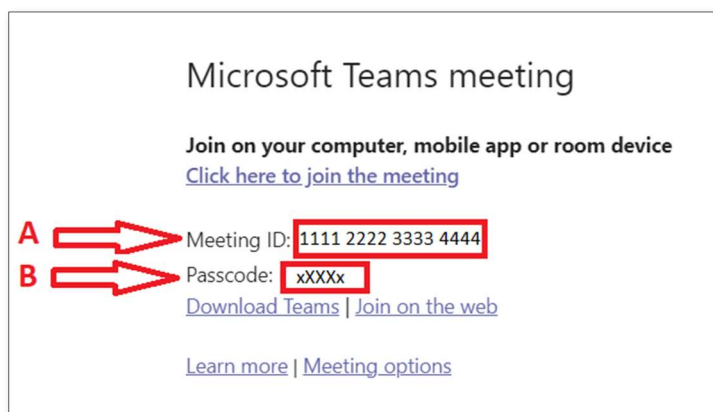 Microsoft Teams meeting
Join on your computer, mobile app or room device
Click here to join the meeting
A Meeting ID: 1111 2222 3333 4444
B Passcode: xXXXx
Download Teams | Join on the web
Learn more | Meeting options